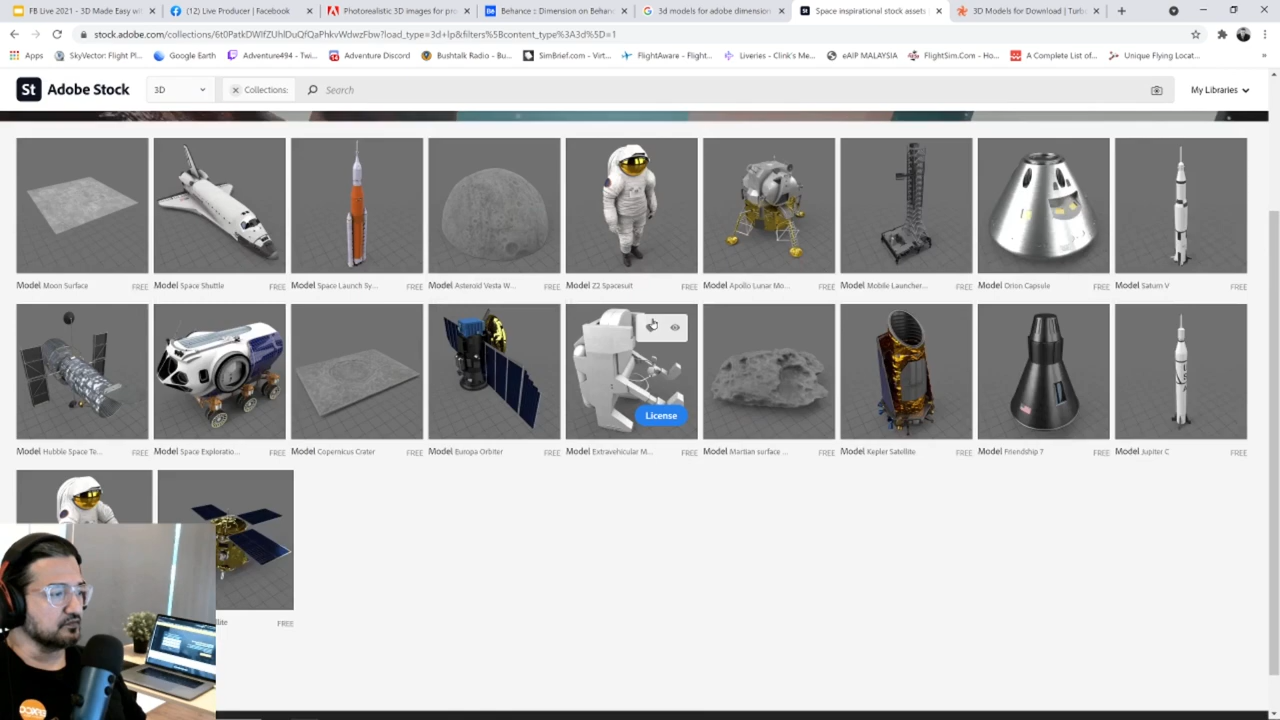 FB Live 2021 - 3D Made Easy wi
(12) Live Producer | Facebook
Photorealistic 3D images for pro
Behance :: Dimension on Behanc
3d models for adobe dimension
Space inspirational stock assets
3D Models for Download | Turbo
stock.adobe.com/collections/6t0PatkDWlfZUhlDuQfQaPhkvWdwzFbw?load_type=3d+lp&filters%5Bcontent_type%3A3d%5D=1
Apps
SkyVector: Flight Pl...
Google Earth
Adventure494 - Twi...
Adventure Discord
Bushtalk Radio - Bu...
SimBrief.com - Virt...
FlightAware - Flight...
Liveries - Clink's Me...
eAIP MALAYSIA
FlightSim.Com - Ho...
A Complete List of...
Unique Flying Locat...
»
St Adobe Stock
3D
Collections:
Search
My Libraries
Model Moon Surface FREE
Model Space Shuttle FREE
Model Space Launch Sy... FREE
Model Asteroid Vesta W... FREE
Model Z2 Spacesuit FREE
Model Apollo Lunar Mo... FREE
Model Mobile Launcher... FREE
Model Orion Capsule FREE
Model Saturn V FREE
License
Model Hubble Space Te... FREE
Model Space Exploratio... FREE
Model Copernicus Crater FREE
Model Europa Orbiter FREE
Model Extravehicular M... FREE
Model Martian surface ... FREE
Model Kepler Satellite FREE
Model Friendship 7 FREE
Model Jupiter C FREE
llite FREE